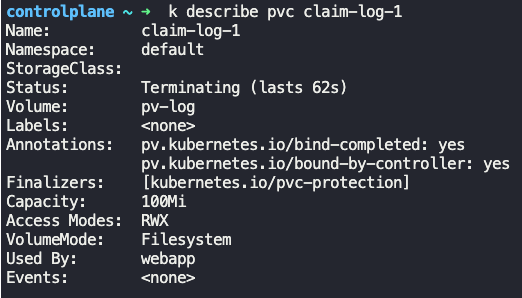 controlplane ~ ➜  k describe pvc claim-log-1
Name:          claim-log-1
Namespace:     default
StorageClass:
Status:        Terminating (lasts 62s)
Volume:        pv-log
Labels:        <none>
Annotations:   pv.kubernetes.io/bind-completed: yes
               pv.kubernetes.io/bound-by-controller: yes
Finalizers:    [kubernetes.io/pvc-protection]
Capacity:      100Mi
Access Modes:  RWX
VolumeMode:    Filesystem
Used By:       webapp
Events:        <none>